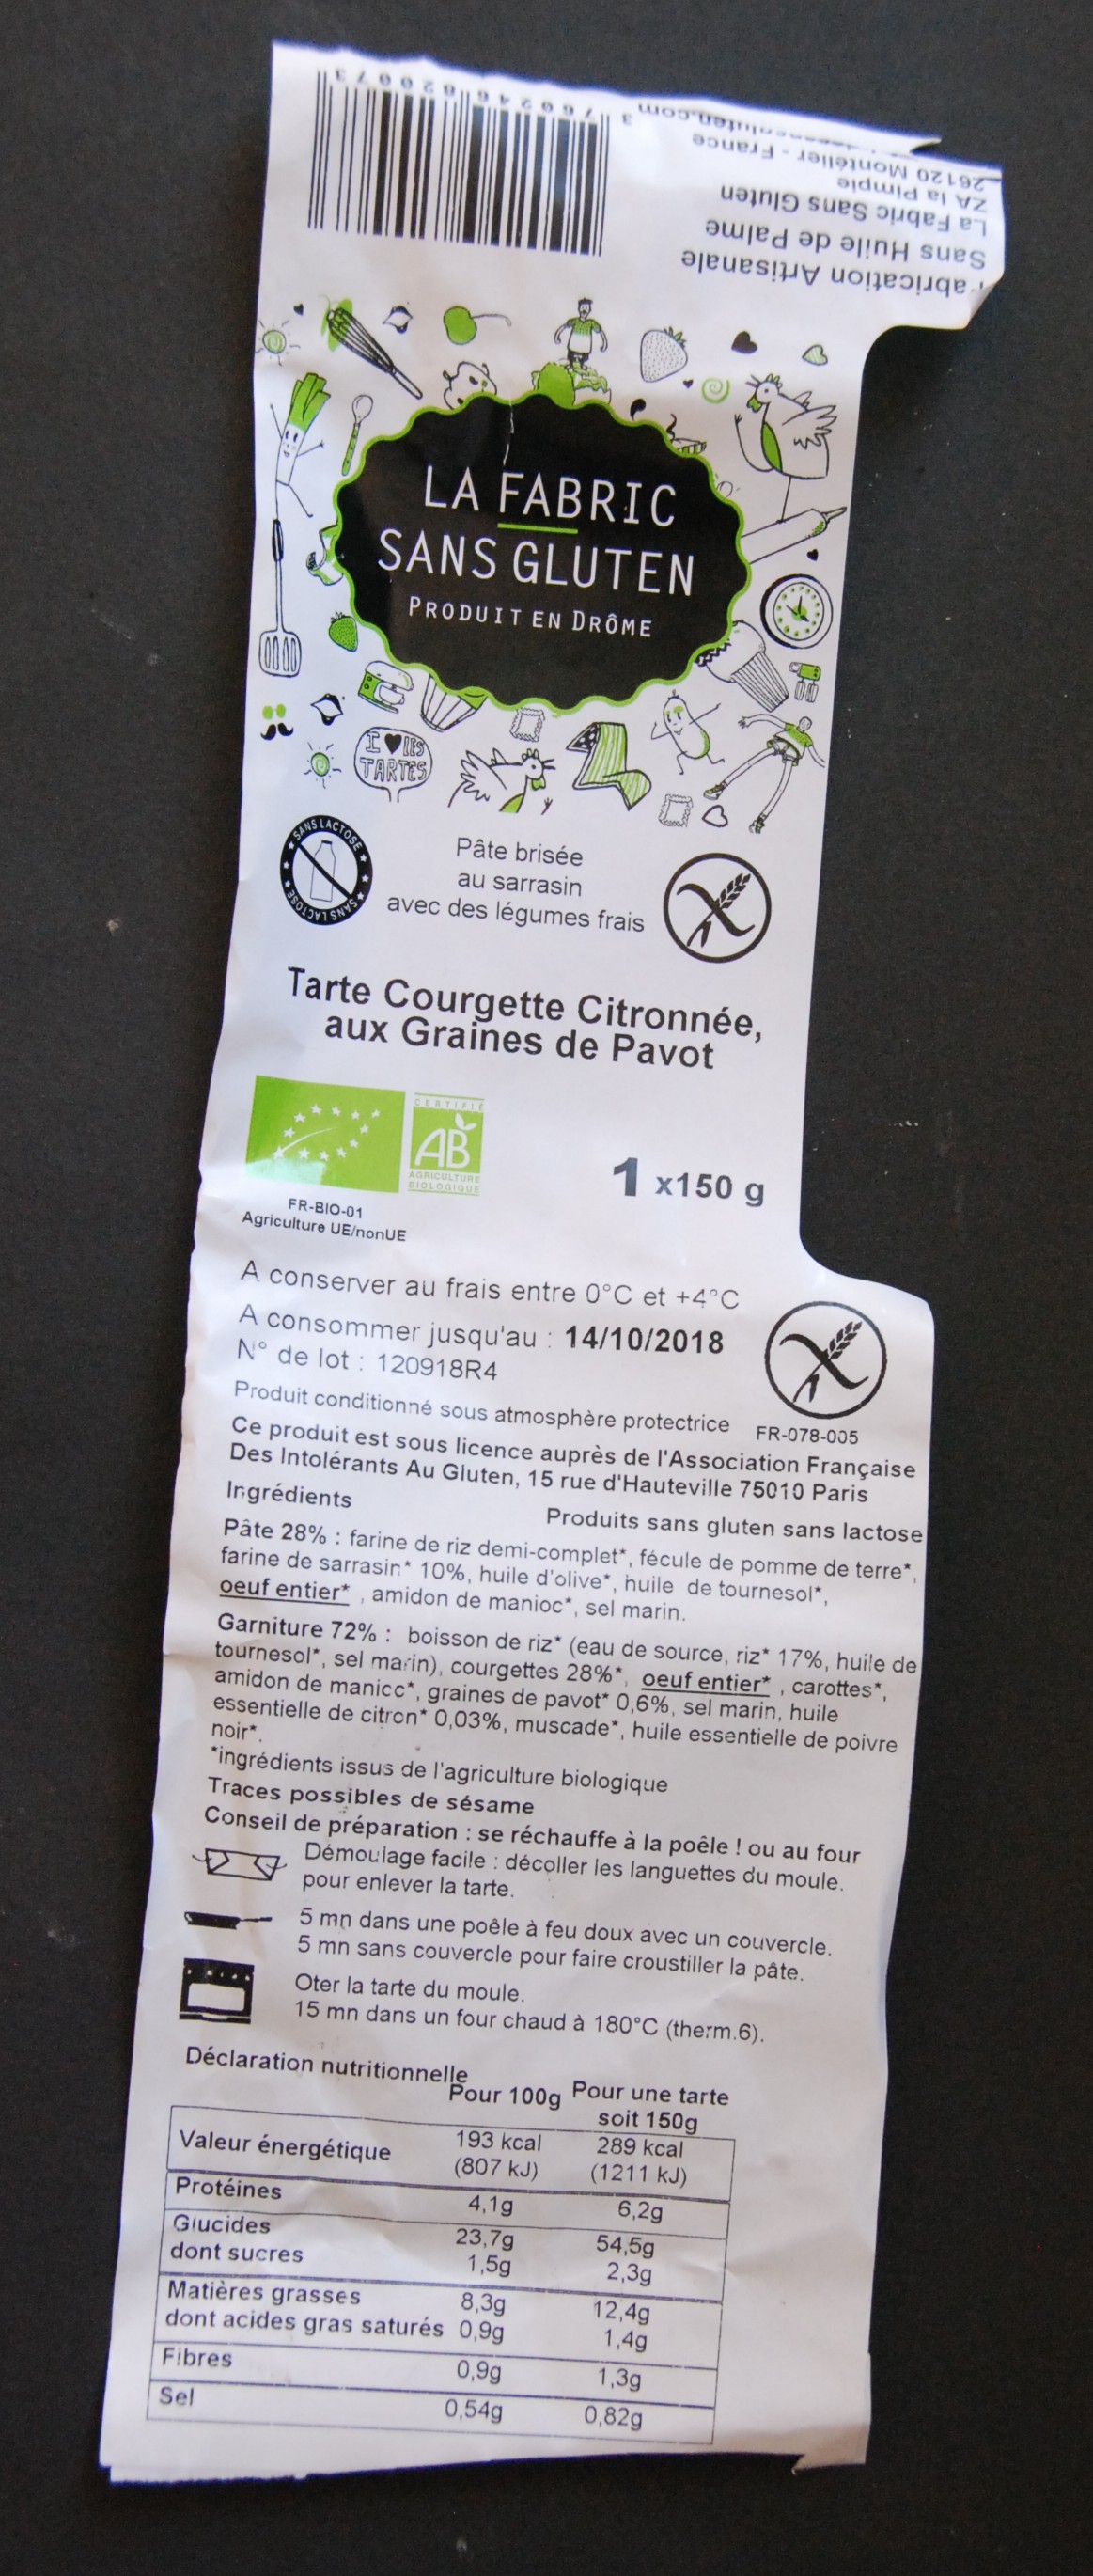 Fabrication Artisanale
Sans Huile de Palme
La Fabric Sans Gluten
ZA la Pimpie
26120 Montélier - France
LA FABRIC
SANS GLUTEN
PRODUIT EN DRÔME
I ♥ LES
TARTES
SANS LACTOSE
SANS LACTOSE
Pâte brisée
au sarrasin
avec des légumes frais
Tarte Courgette Citronnée,
aux Graines de Pavot
CERTIFIÉ
AB
AGRICULTURE
BIOLOGIQUE
1 x150 g
FR-BIO-01
Agriculture UE/nonUE
A conserver au frais entre 0°C et +4°C
A consommer jusqu'au : 14/10/2018
N° de lot : 120918R4
Produit conditionné sous atmosphère protectrice
FR-078-005
Ce produit est sous licence auprès de l'Association Française
Des Intolérants Au Gluten, 15 rue d'Hauteville 75010 Paris
Ingrédients
Produits sans gluten sans lactose
Pâte 28% : farine de riz demi-complet*, fécule de pomme de terre*,
farine de sarrasin* 10%, huile d'olive*, huile de tournesol*,
oeuf entier* , amidon de manioc*, sel marin.
Garniture 72% : boisson de riz* (eau de source, riz* 17%, huile de
tournesol*, sel marin), courgettes 28%*, oeuf entier* , carottes*,
amidon de manioc*, graines de pavot* 0,6%, sel marin, huile
essentielle de citron* 0,03%, muscade*, huile essentielle de poivre
noir*.
*ingrédients issus de l'agriculture biologique
Traces possibles de sésame
Conseil de préparation : se réchauffe à la poêle ! ou au four
Démoulage facile : décoller les languettes du moule.
pour enlever la tarte.
5 mn dans une poêle à feu doux avec un couvercle.
5 mn sans couvercle pour faire croustiller la pâte.
Oter la tarte du moule.
15 mn dans un four chaud à 180°C (therm.6).
Déclaration nutritionnelle
Pour 100g Pour une tarte
soit 150g
Valeur énergétique 193 kcal 289 kcal
(807 kJ) (1211 kJ)
Protéines 4,1g 6,2g
Glucides 23,7g 54,5g
dont sucres 1,5g 2,3g
Matières grasses 8,3g 12,4g
dont acides gras saturés 0,9g 1,4g
Fibres 0,9g 1,3g
Sel 0,54g 0,82g